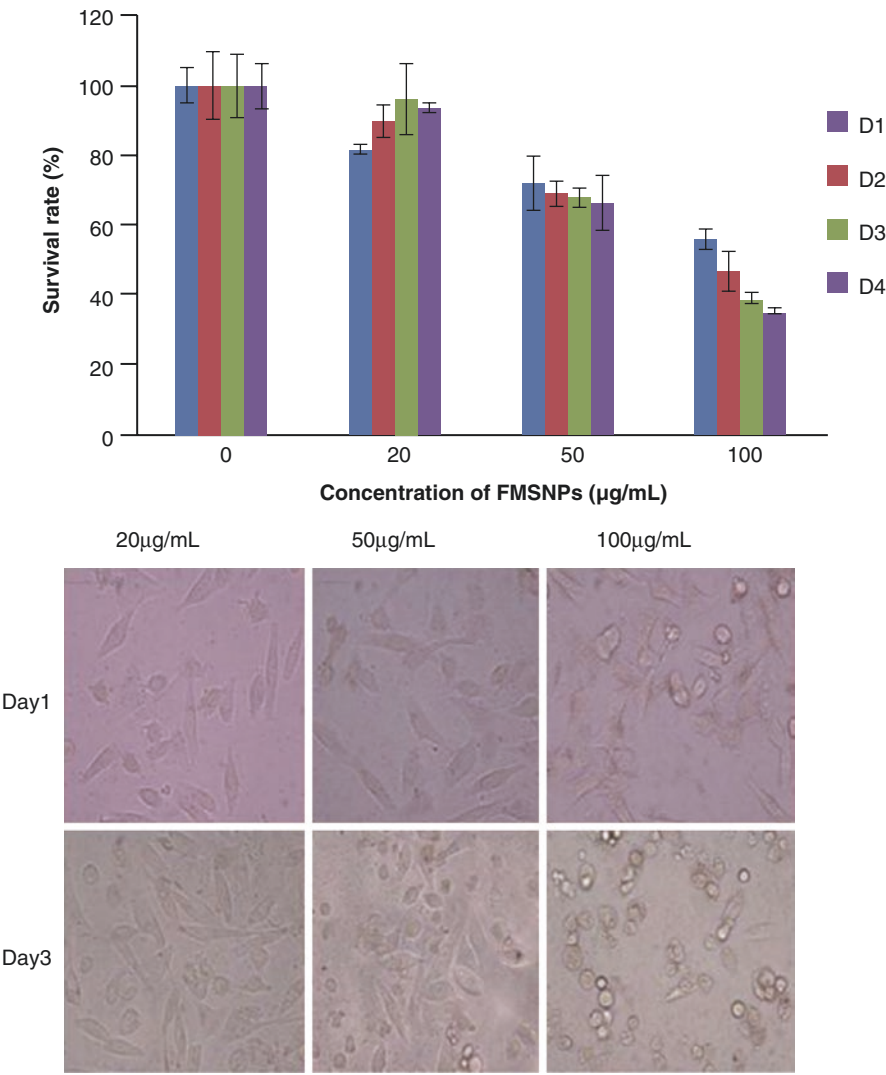 120
100
80
60
40
20
0
Survival rate (%)
0 20 50 100
Concentration of FMSNPs (µg/mL)
D1
D2
D3
D4
20µg/mL 50µg/mL 100µg/mL
Day1
Day3